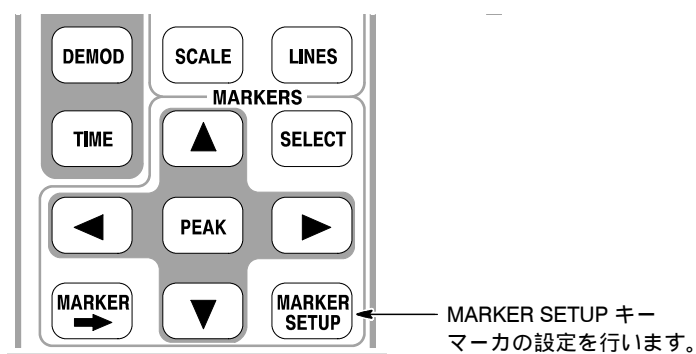 DEMOD
SCALE
LINES
MARKERS
TIME
SELECT
PEAK
MARKER
MARKER
SETUP
MARKER SETUP キー
マーカの設定を行います。